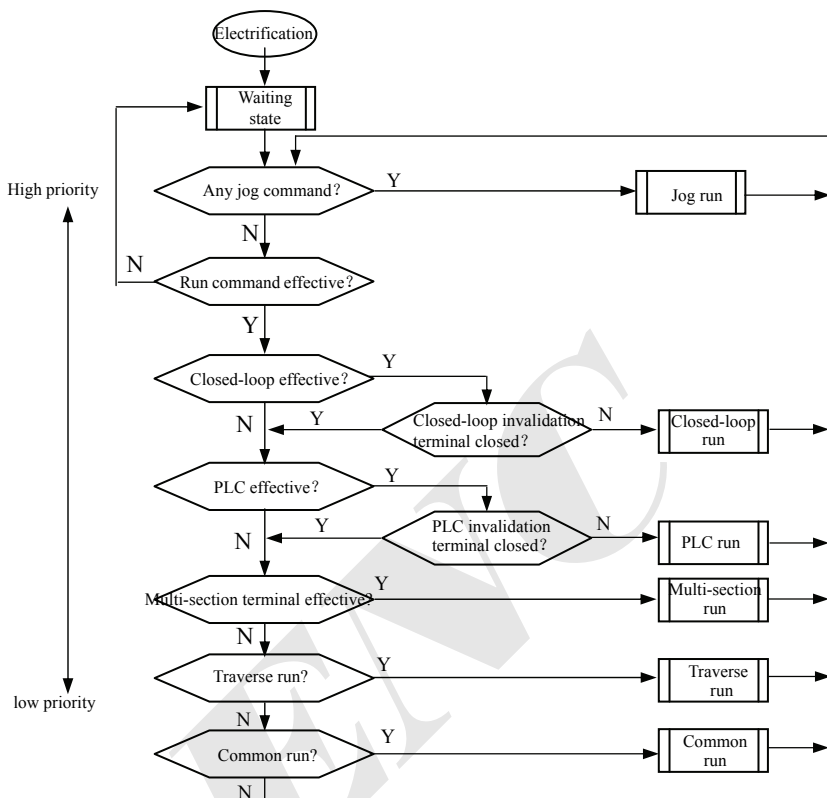 Electrification
Waiting
state
High priority
Any jog command?
Y
Jog run
N
N
Run command effective?
Y
Closed-loop effective?
Y
N
Y
Closed-loop invalidation
terminal closed?
N
Closed-loop
run
PLC effective?
Y
N
Y
PLC invalidation
terminal closed?
N
PLC run
Multi-section terminal effective?
Y
Multi-section
run
N
Traverse run?
Y
Traverse
run
low priority
N
Common run?
Y
Common
run
N
ENC